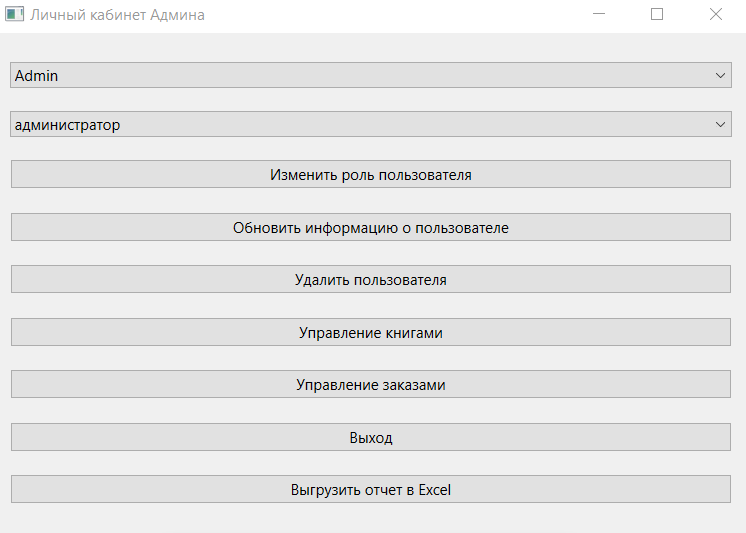 Личный кабинет Админа
Admin
администратор
Изменить роль пользователя
Обновить информацию о пользователе
Удалить пользователя
Управление книгами
Управление заказами
Выход
Выгрузить отчет в Excel